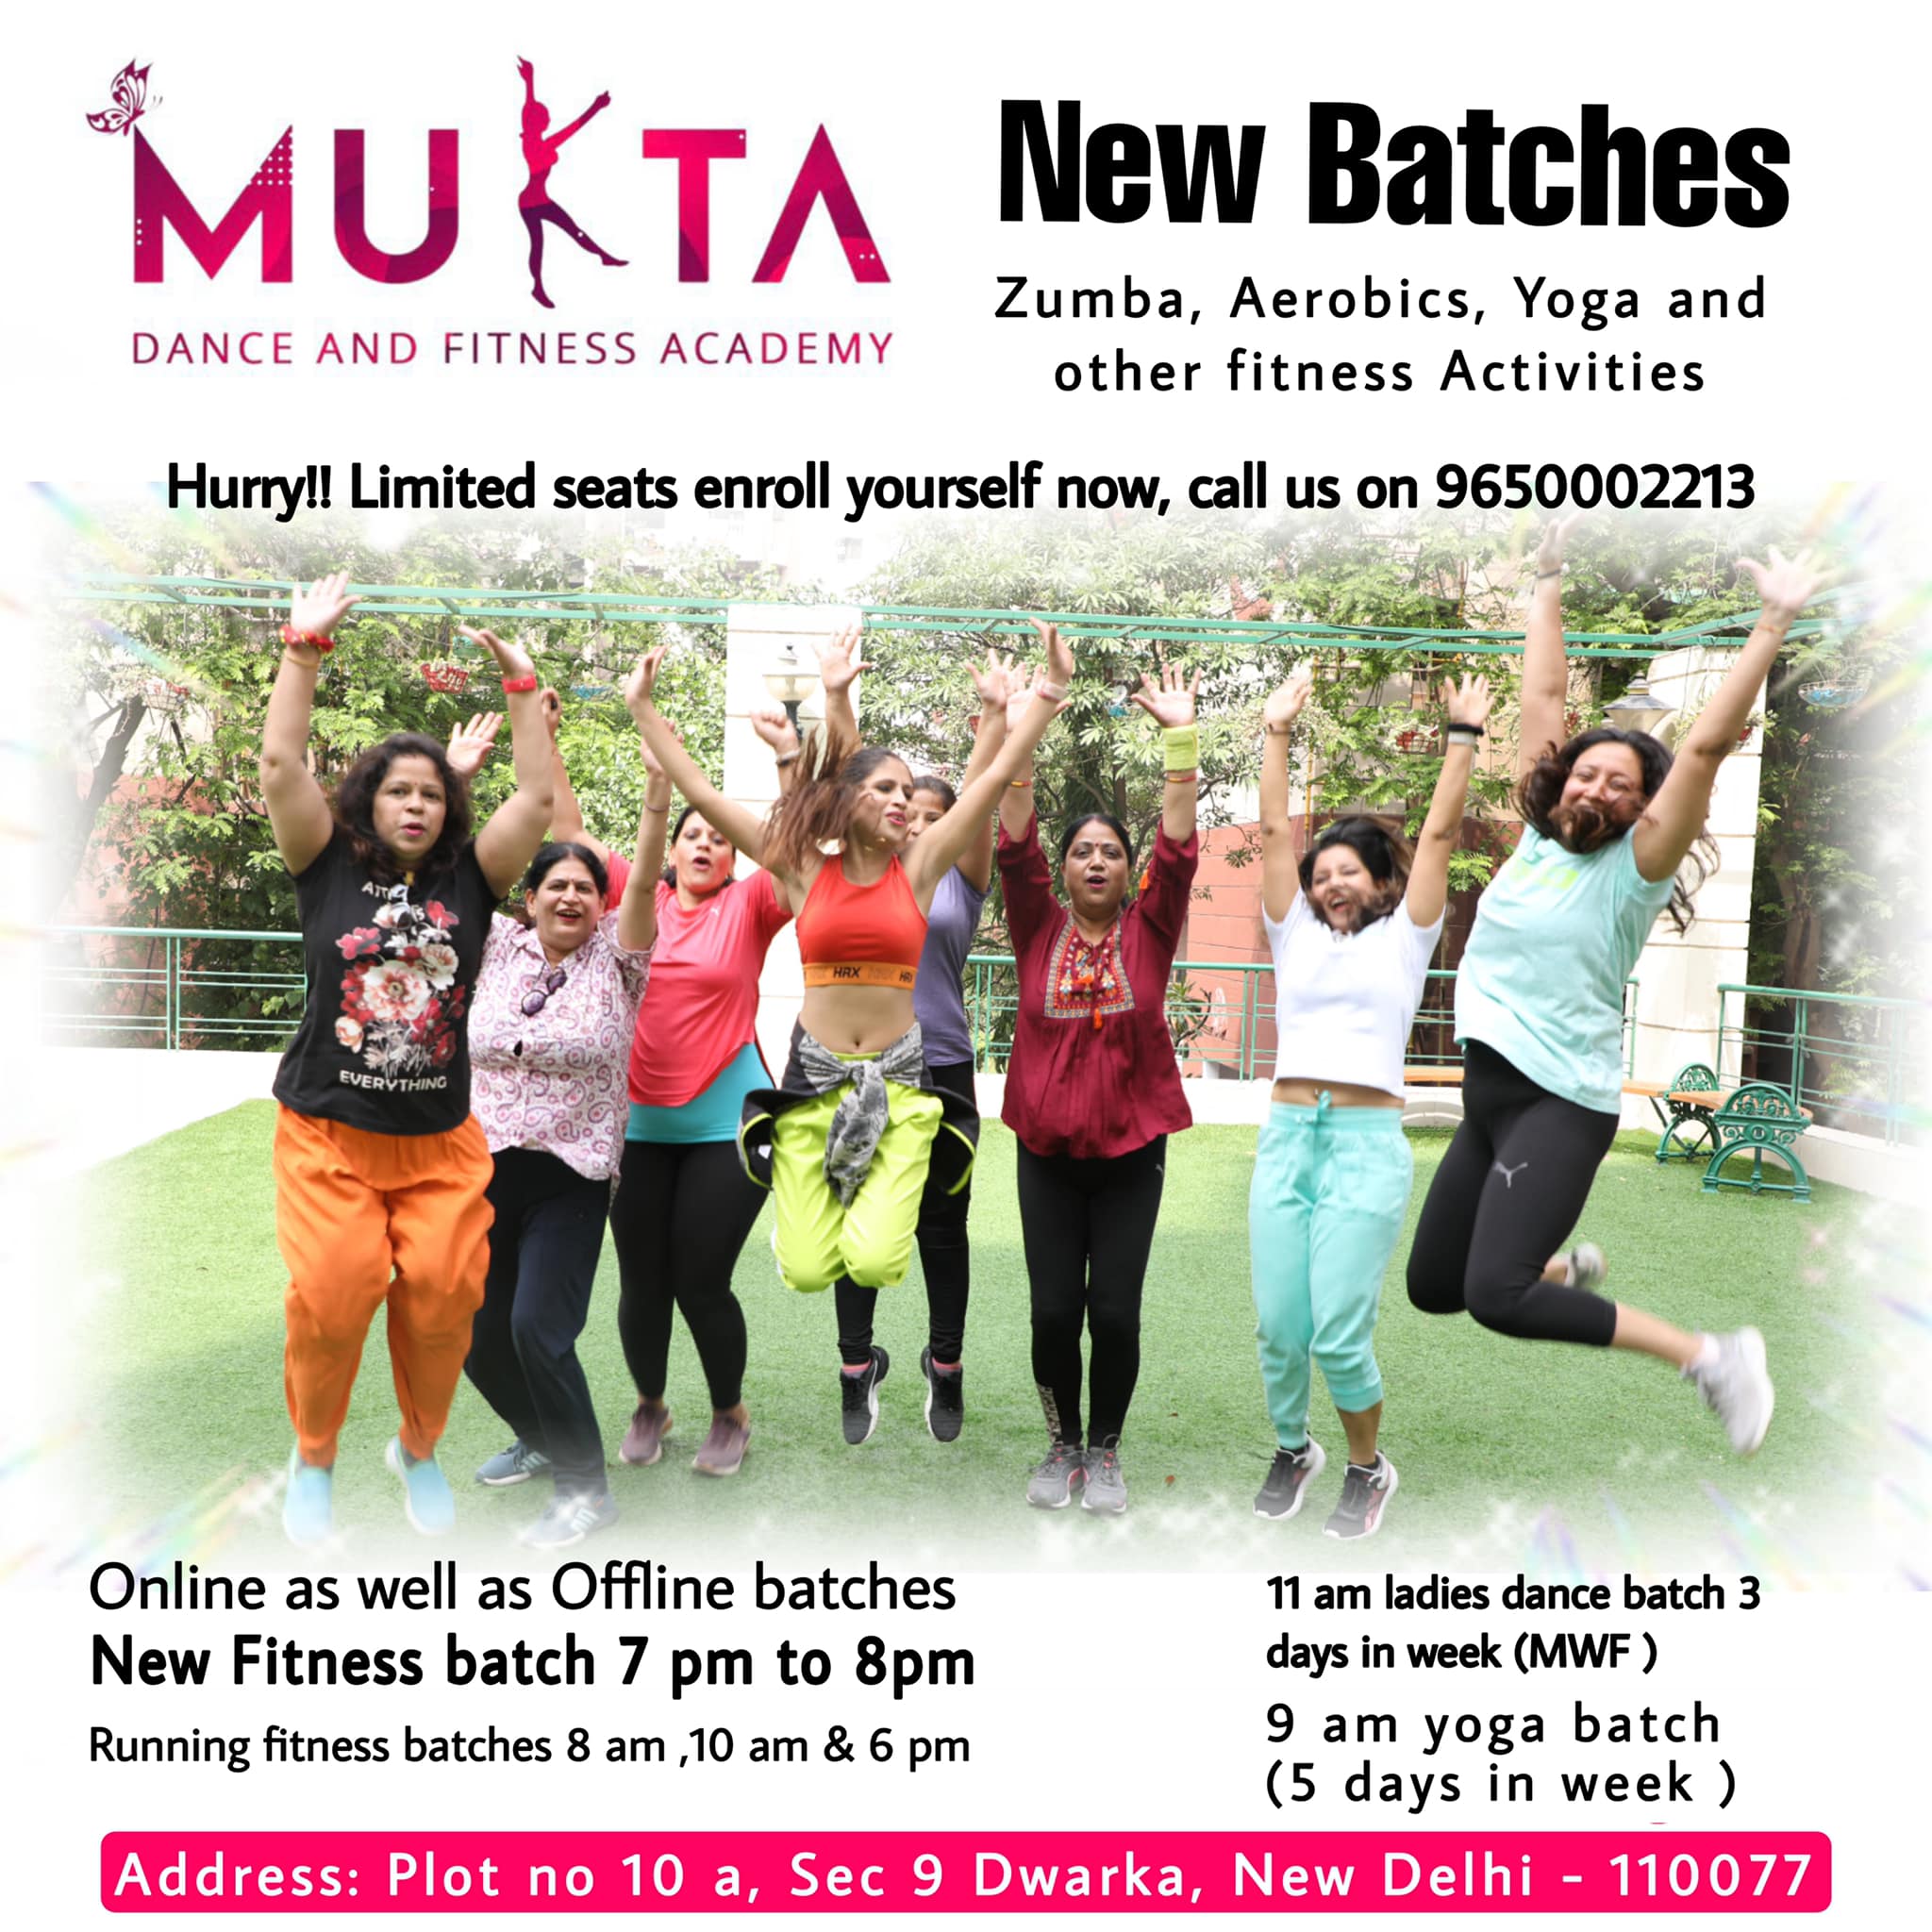 MUKTA
DANCE AND FITNESS ACADEMY
New Batches
Zumba, Aerobics, Yoga and
other fitness Activities
Hurry!! Limited seats enroll yourself now, call us on 9650002213
EVERYTHING
HRX
Online as well as Offline batches
New Fitness batch 7 pm to 8pm
Running fitness batches 8 am ,10 am & 6 pm
11 am ladies dance batch 3
days in week (MWF )
9 am yoga batch
(5 days in week )
Address: Plot no 10 a, Sec 9 Dwarka, New Delhi - 110077